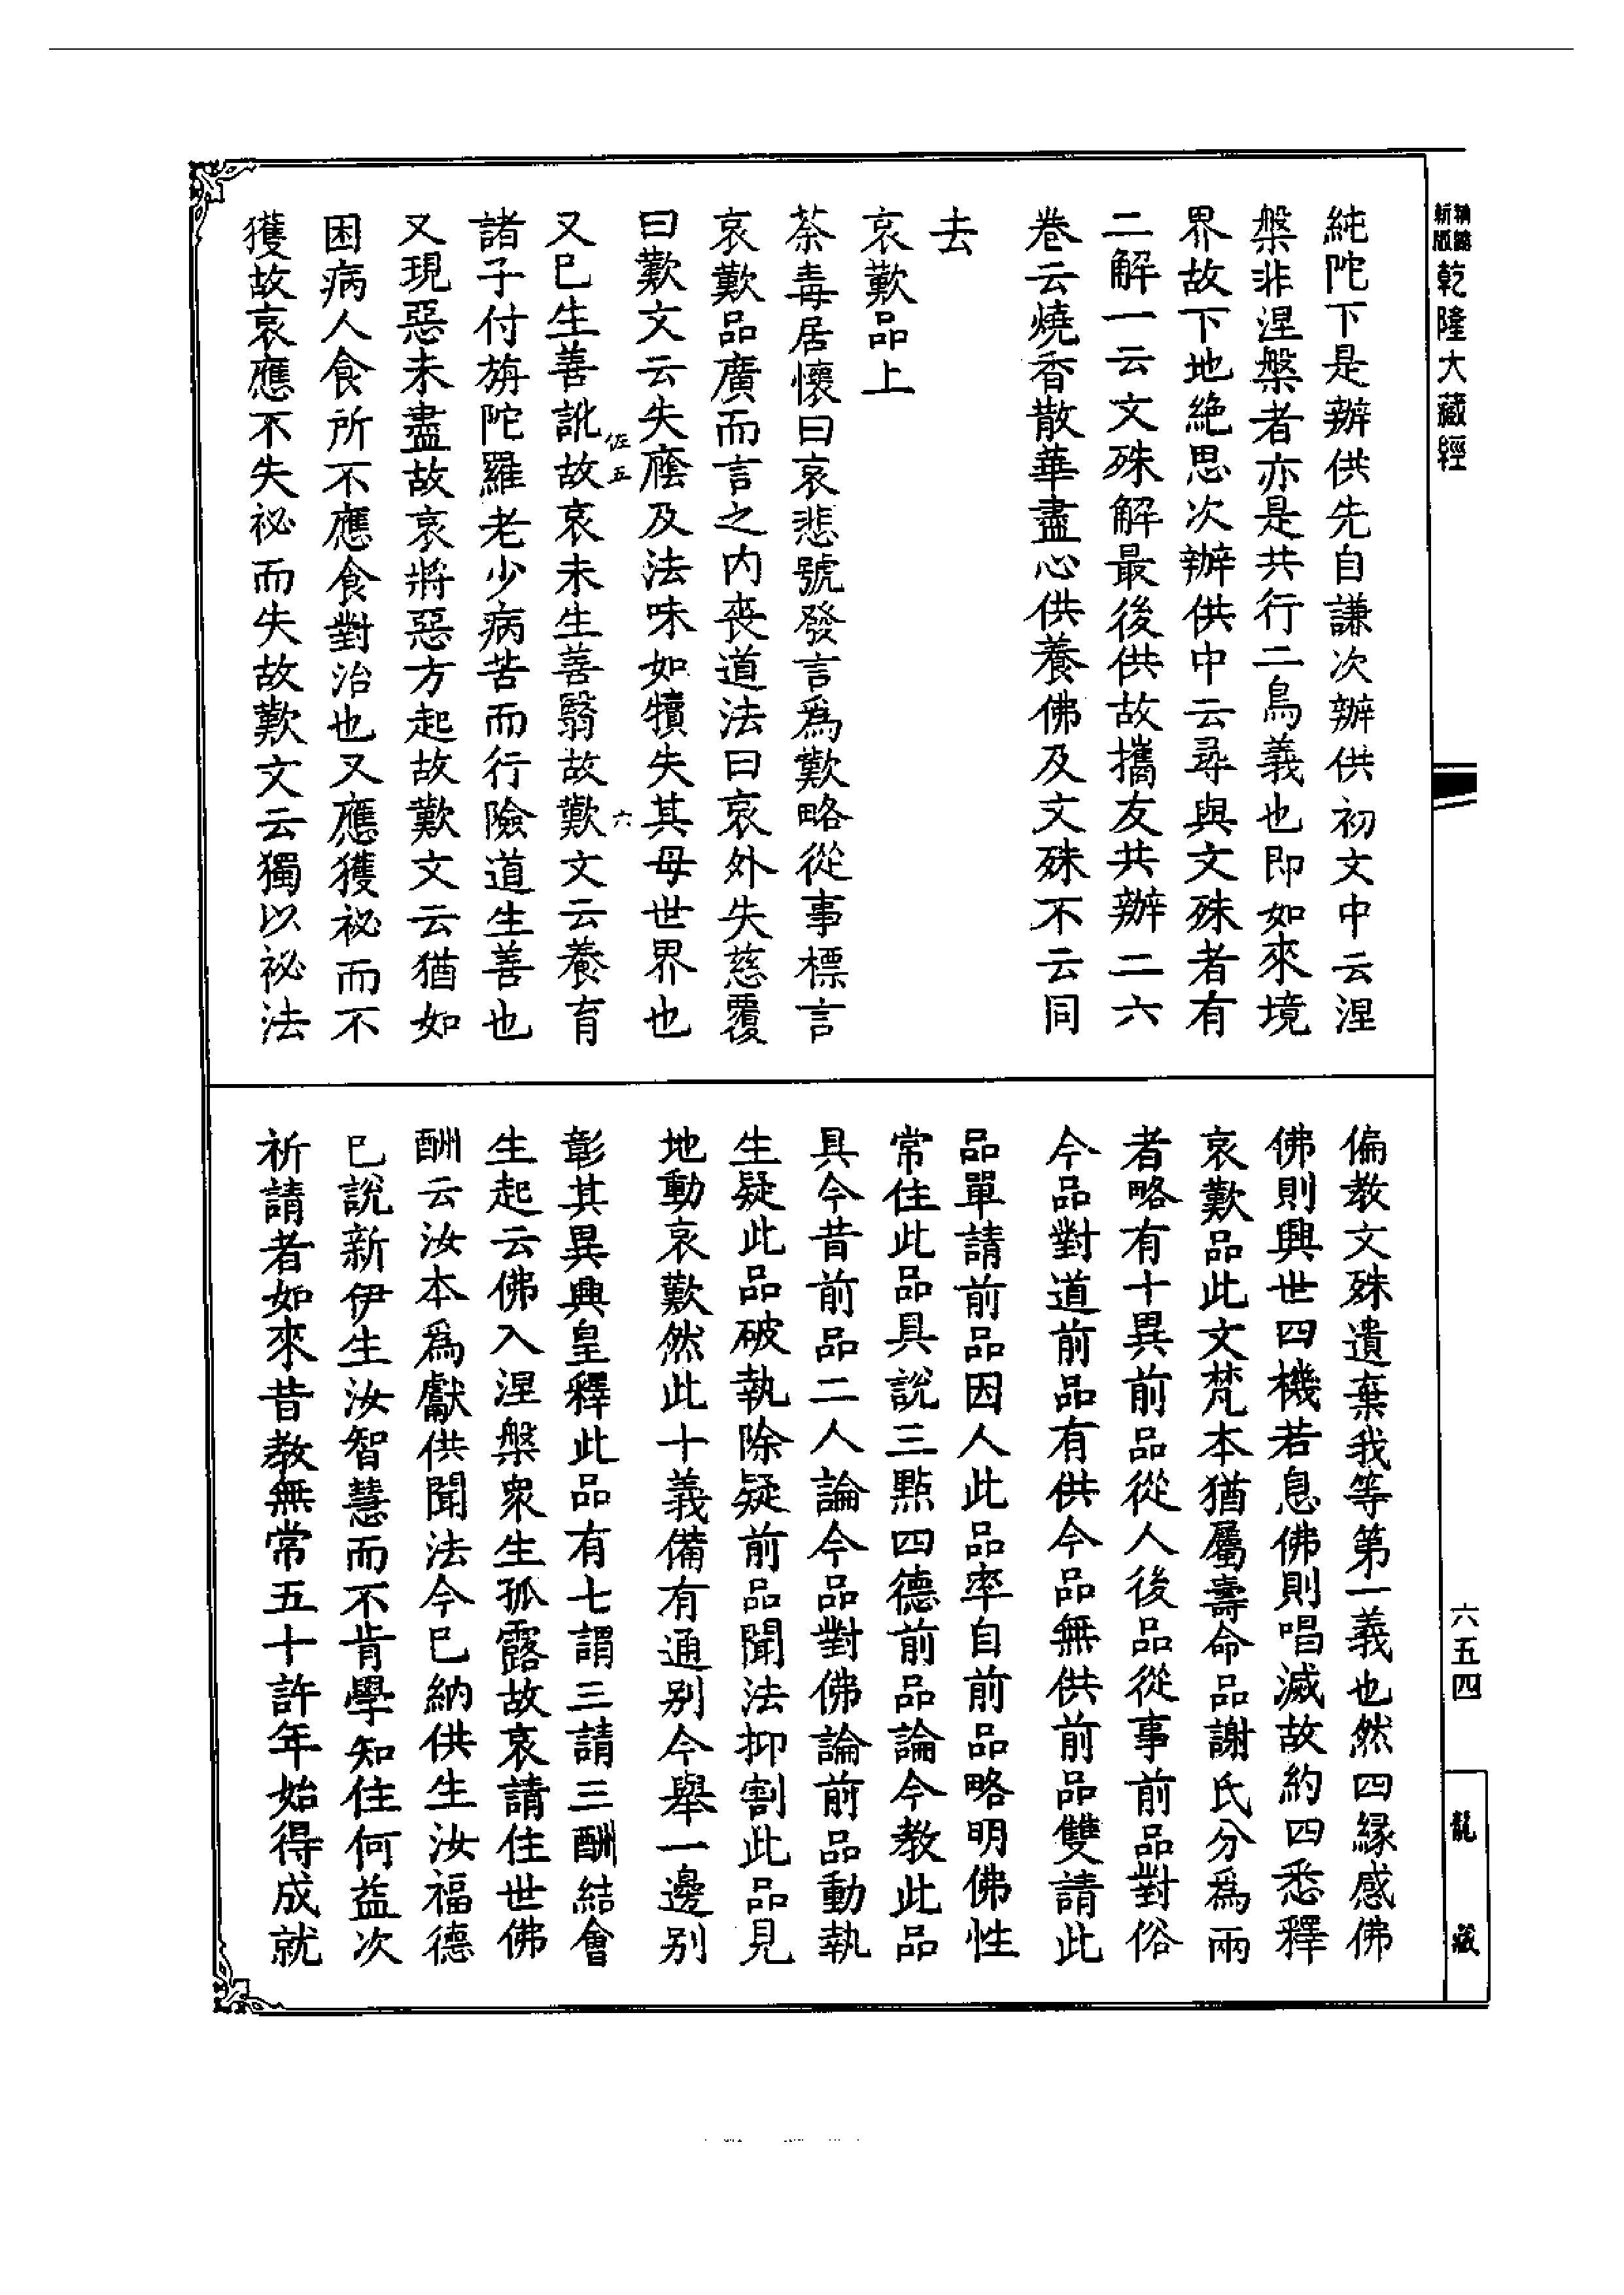 新版
精縮
乾隆大藏經
純陀下是辦供先自謙次辦供初文中云涅
槃非涅槃者亦是共行二鳥義也即如來境
界故下地絶思次辦供中云尋與文殊者有
二解一云文殊解最後供故攜友共辦二六
卷云燒香散華盡心供養佛及文殊不云同
去
哀歎品上
荼毒居懷曰哀悲號發言爲歎略從事標言
哀歎品廣而言之内喪道法曰哀外失慈覆
曰歎文云失廕及法味如犢失其母世界也
佐五
六
又巳生善訛故哀未生善翳故歎文云養育
諸子付旃陀羅老少病苦而行險道生善也
又現惡未盡故哀將惡方起故歎文云猶如
困病人食所不應食對治也又應獲祕而不
獲故哀應不失祕而失故歎文云獨以祕法
偏教文殊遺棄我等第一義也然四緣感佛
佛則興世四機若息佛則唱滅故約四悉釋
哀歎品此文梵本猶屬壽命品謝氏分爲兩
者略有十異前品從人後品從事前品對俗
今品對道前品有供今品無供前品雙請此
品單請前品因人此品率自前品略明佛性
常住此品具說三點四德前品論今教此品
具今昔前品二人論今品對佛論前品動執
生疑此品破執除疑前品聞法抑割此品見
地動哀歎然此十義備有通别今舉一邊别
彰其異興皇釋此品有七謂三請三酬結會
生起云佛入涅槃衆生孤露故哀請住世佛
酬云汝本爲獻供聞法今巳納供生汝福德
巳說新伊生汝智慧而不肯學知住何益次
祈請者如來昔教無常五十許年始得成就
六五四
龍藏